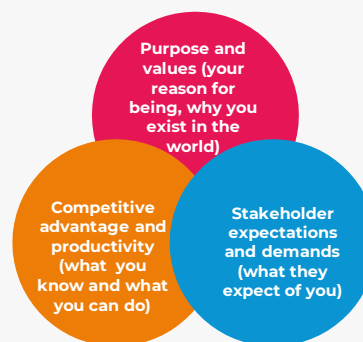 Purpose and
values (your
reason for
being, why you
exist in the
world)
Competitive
advantage and
productivity
(what you
know and what
you can do)
Stakeholder
expectations
and demands
(what they
expect of you)